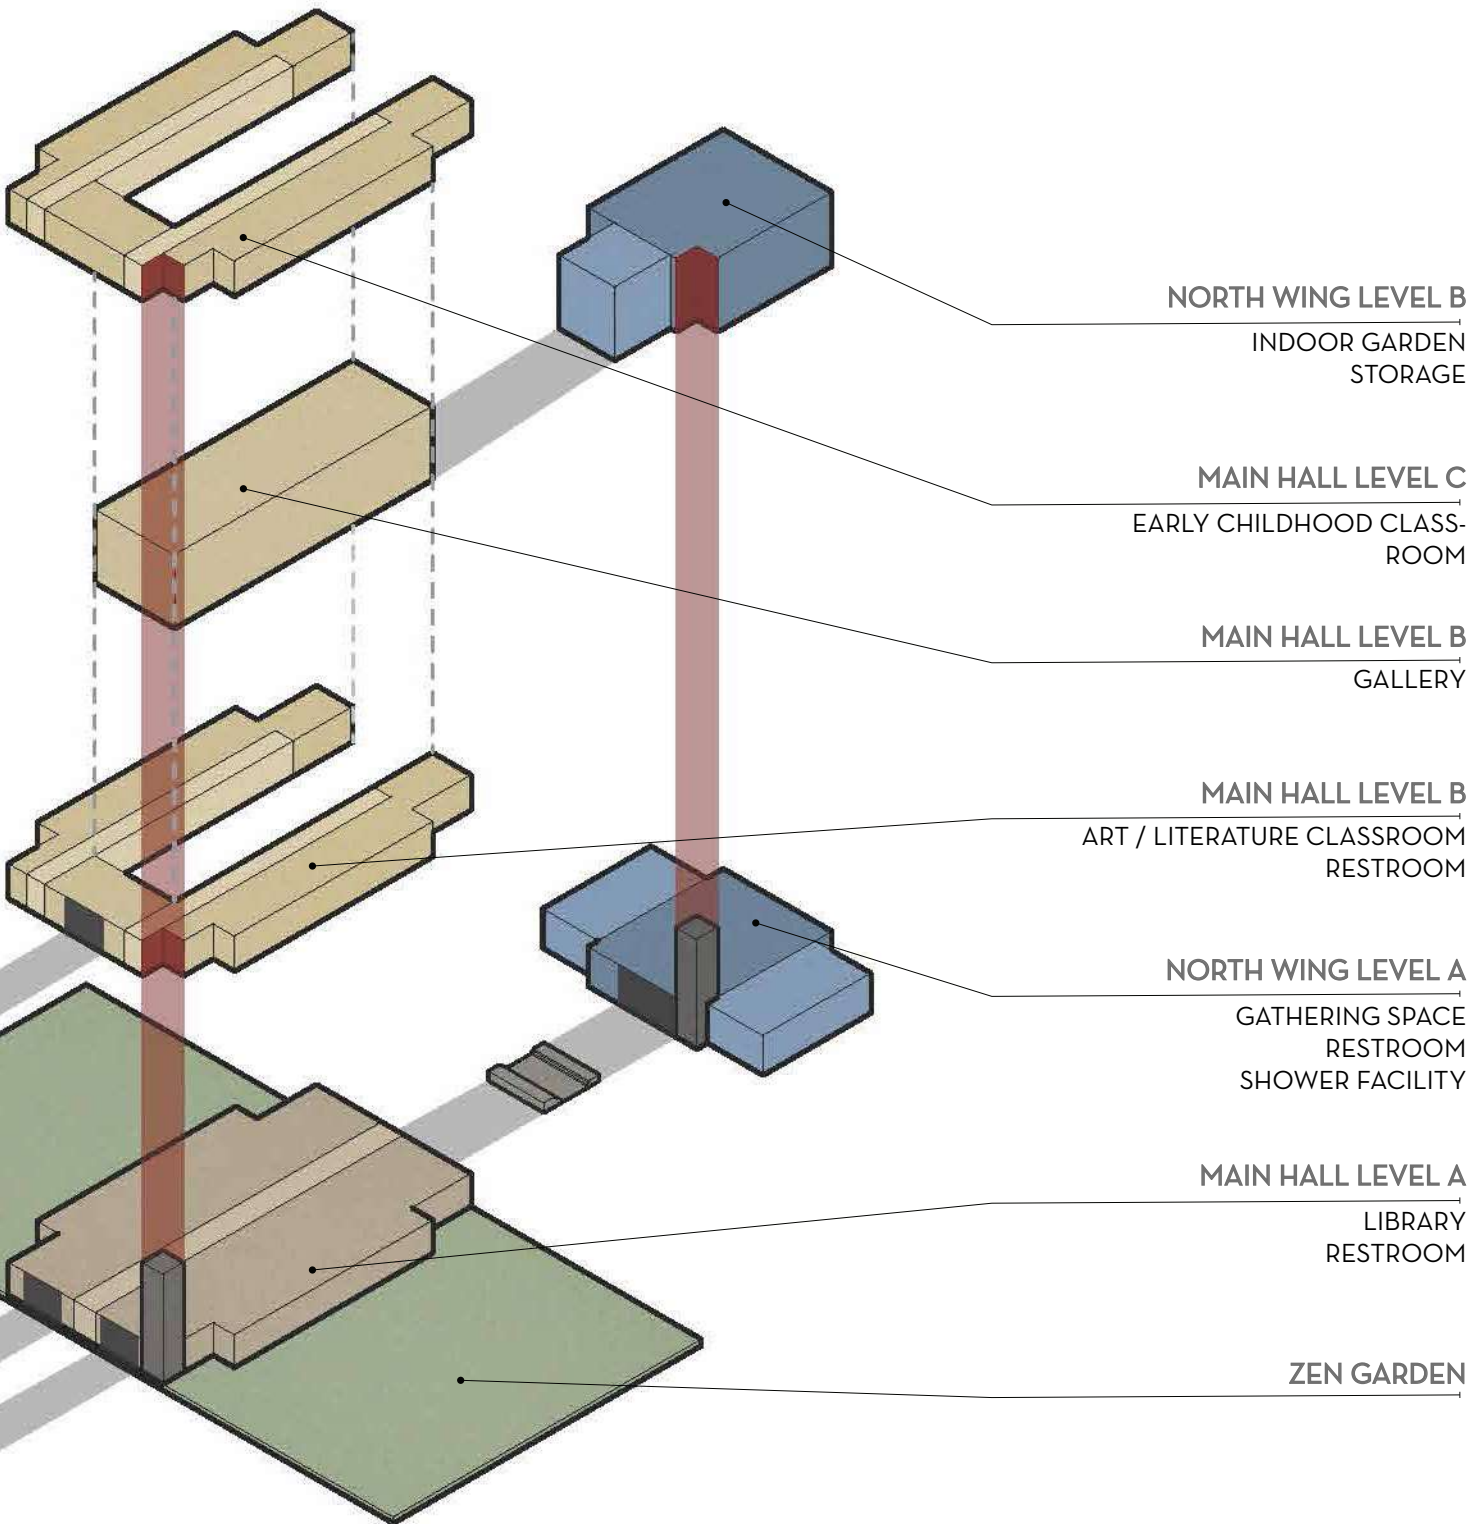 NORTH WING LEVEL B
INDOOR GARDEN
STORAGE
MAIN HALL LEVEL C
EARLY CHILDHOOD CLASS-
ROOM
MAIN HALL LEVEL B
GALLERY
MAIN HALL LEVEL B
ART / LITERATURE CLASSROOM
RESTROOM
NORTH WING LEVEL A
GATHERING SPACE
RESTROOM
SHOWER FACILITY
MAIN HALL LEVEL A
LIBRARY
RESTROOM
ZEN GARDEN